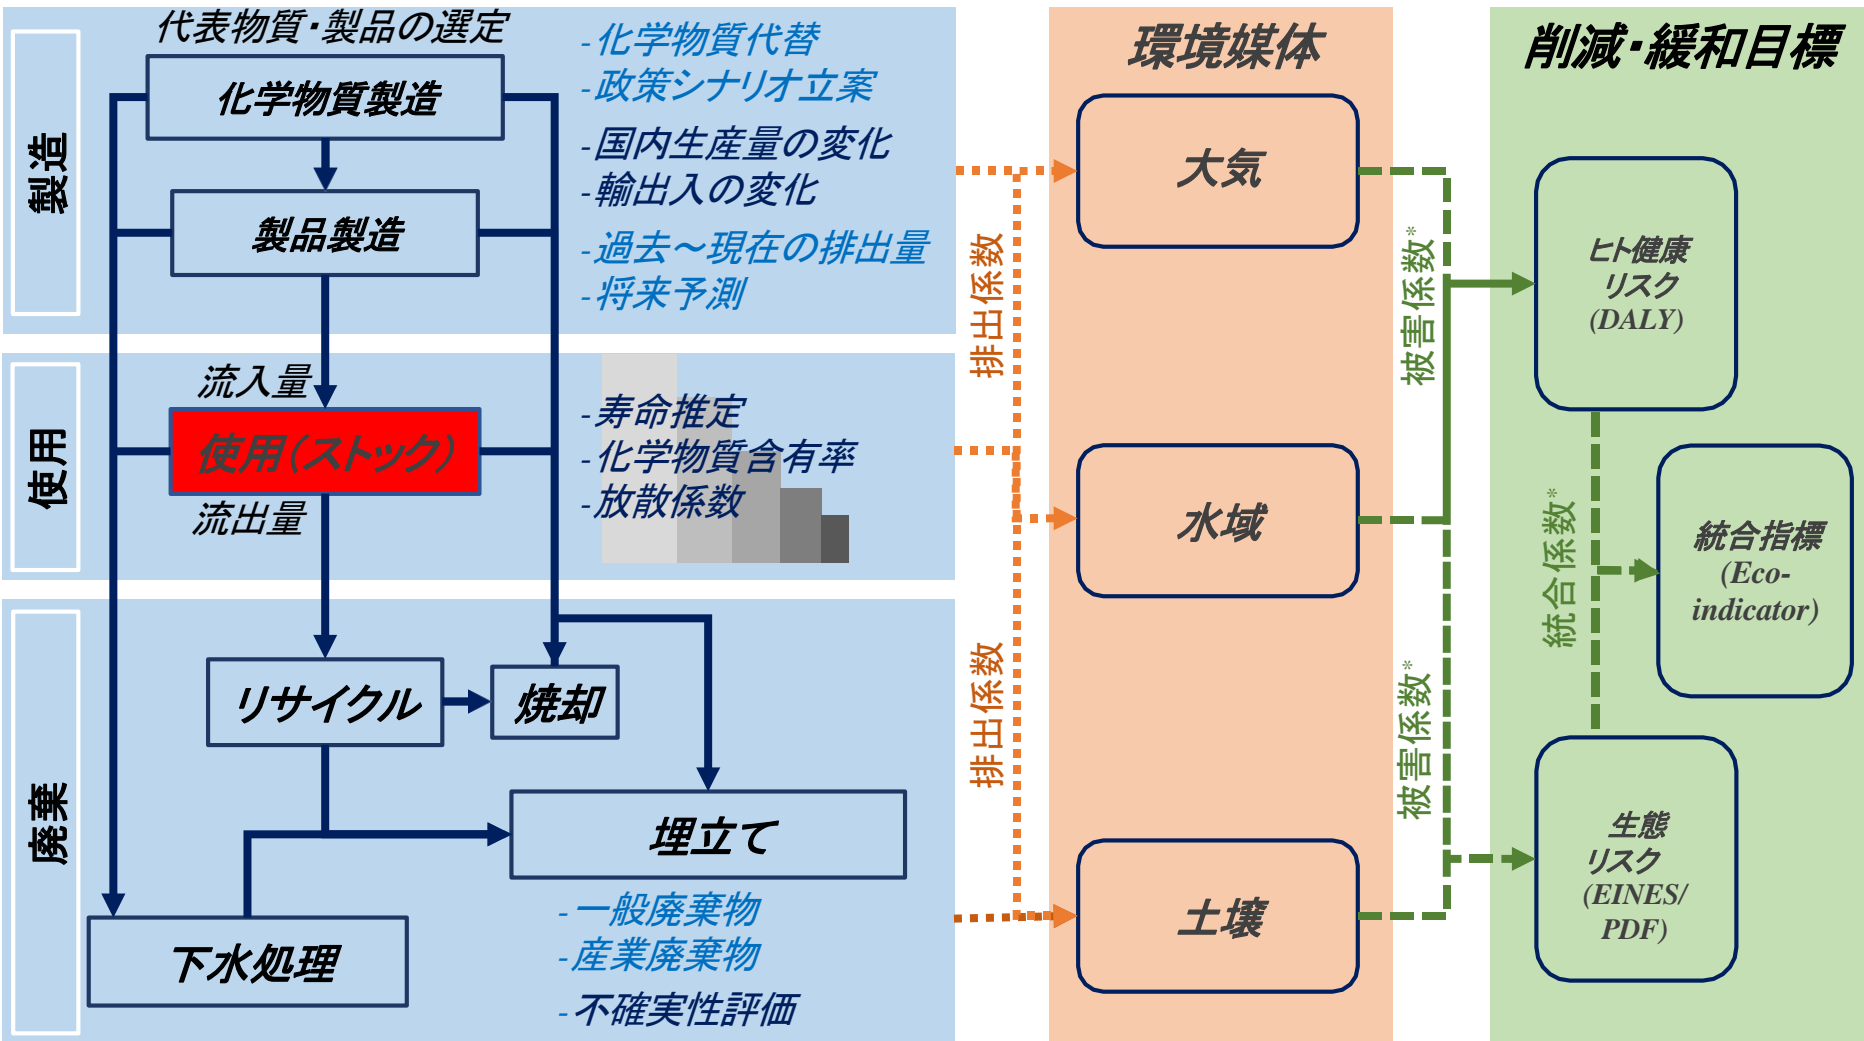 代表物質・製品の選定
製造
化学物質製造
製品製造
-化学物質代替
-政策シナリオ立案
-国内生産量の変化
-輸出入の変化
-過去～現在の排出量
-将来予測
使用
流入量
使用(ストック)
流出量
-寿命推定
-化学物質含有率
-放散係数
廃棄
リサイクル
焼却
埋立て
下水処理
-一般廃棄物
-産業廃棄物
-不確実性評価
排出係数
排出係数
環境媒体
大気
水域
土壌
被害係数*
被害係数*
削減・緩和目標
ヒト健康
リスク
(DALY)
統合係数*
統合指標
(Eco-
indicator)
生態
リスク
(EINES/
PDF)